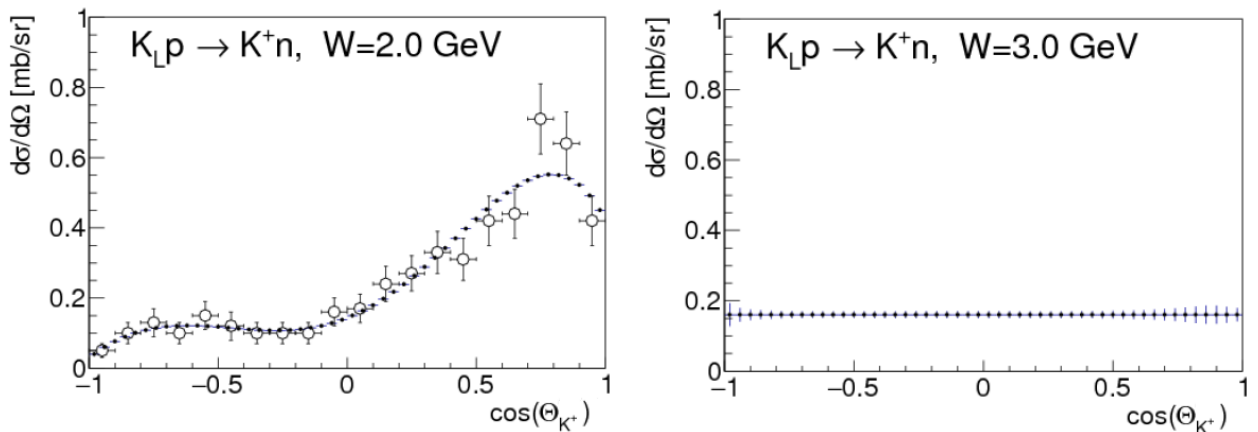 K_L p → K⁺n, W=2.0 GeV
dσ/dΩ [mb/sr]
1
0.8
0.6
0.4
0.2
0
−1 −0.5 0 0.5 1
cos(Θ_K⁺)
K_L p → K⁺n, W=3.0 GeV
dσ/dΩ [mb/sr]
1
0.8
0.6
0.4
0.2
0
−1 −0.5 0 0.5 1
cos(Θ_K⁺)